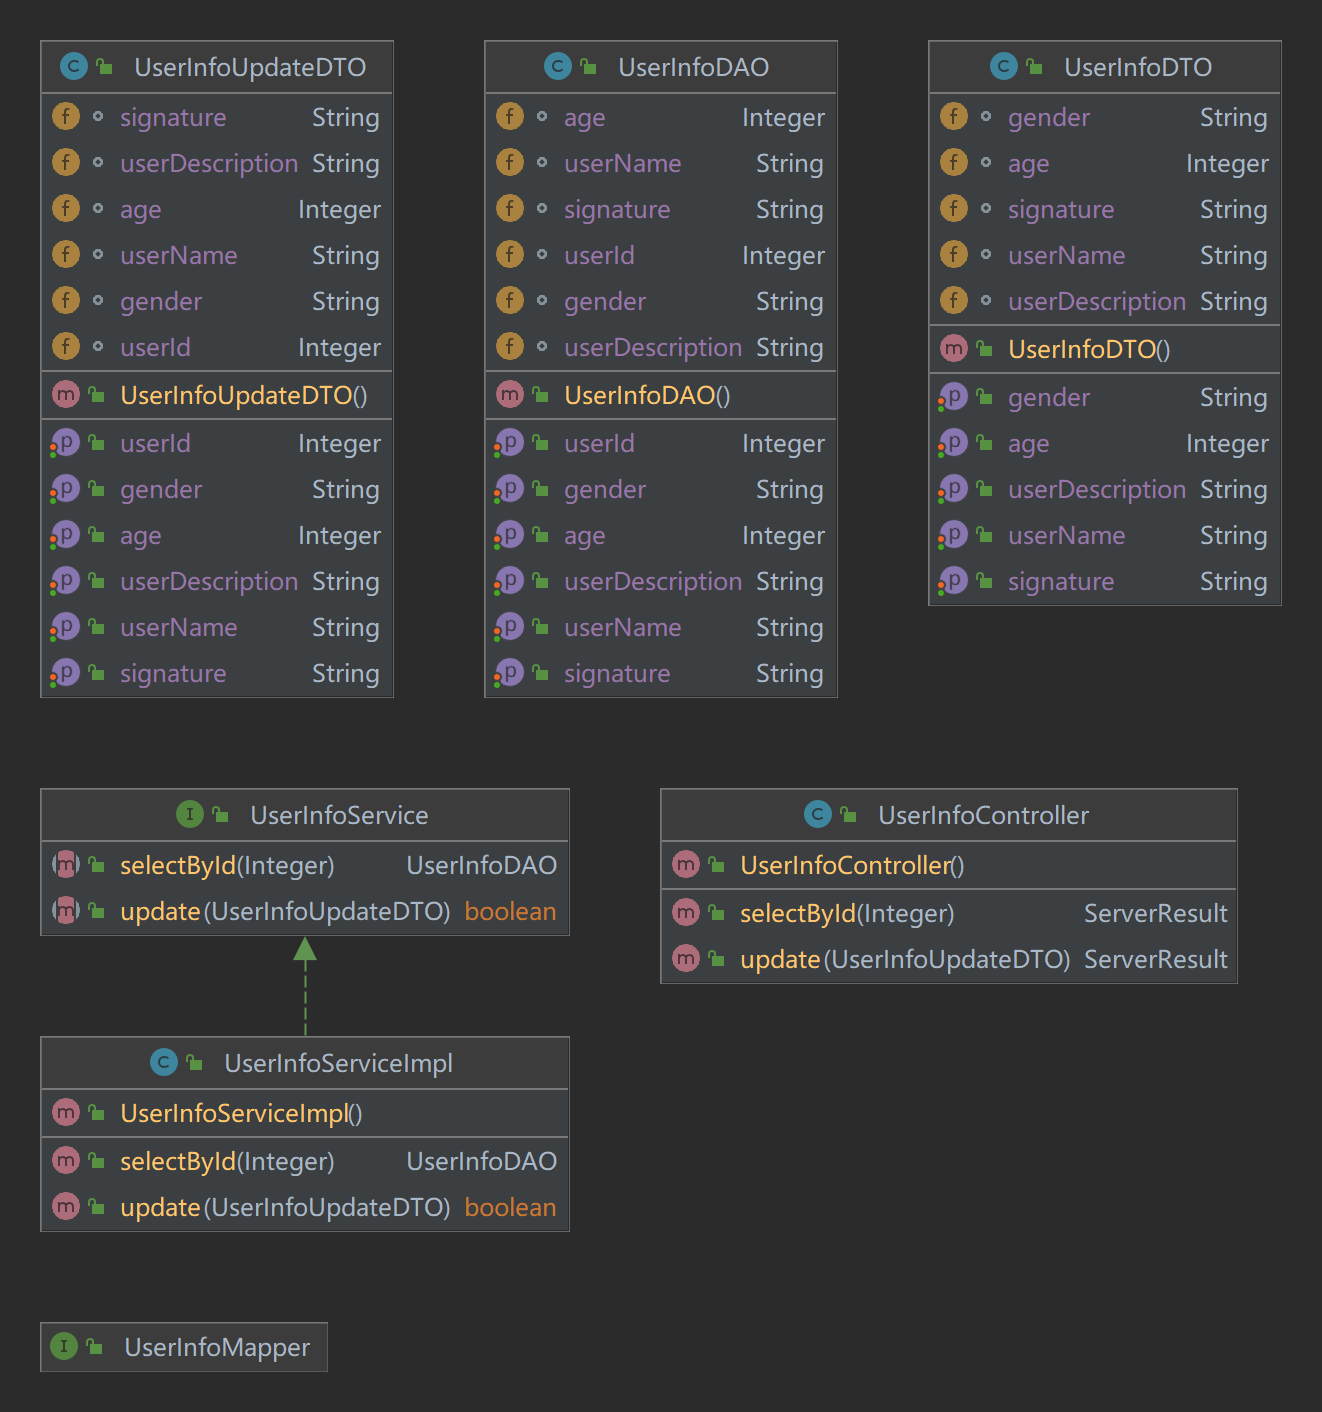 C UserInfoUpdateDTO
f signature String
f userDescription String
f age Integer
f userName String
f gender String
f userId Integer
m UserInfoUpdateDTO()
p userId Integer
p gender String
p age Integer
p userDescription String
p userName String
p signature String
C UserInfoDAO
f age Integer
f userName String
f signature String
f userId Integer
f gender String
f userDescription String
m UserInfoDAO()
p userId Integer
p gender String
p age Integer
p userDescription String
p userName String
p signature String
C UserInfoDTO
f gender String
f age Integer
f signature String
f userName String
f userDescription String
m UserInfoDTO()
p gender String
p age Integer
p userDescription String
p userName String
p signature String
I UserInfoService
m selectById(Integer) UserInfoDAO
m update(UserInfoUpdateDTO) boolean
C UserInfoController
m UserInfoController()
m selectById(Integer) ServerResult
m update(UserInfoUpdateDTO) ServerResult
C UserInfoServiceImpl
m UserInfoServiceImpl()
m selectById(Integer) UserInfoDAO
m update(UserInfoUpdateDTO) boolean
I UserInfoMapper